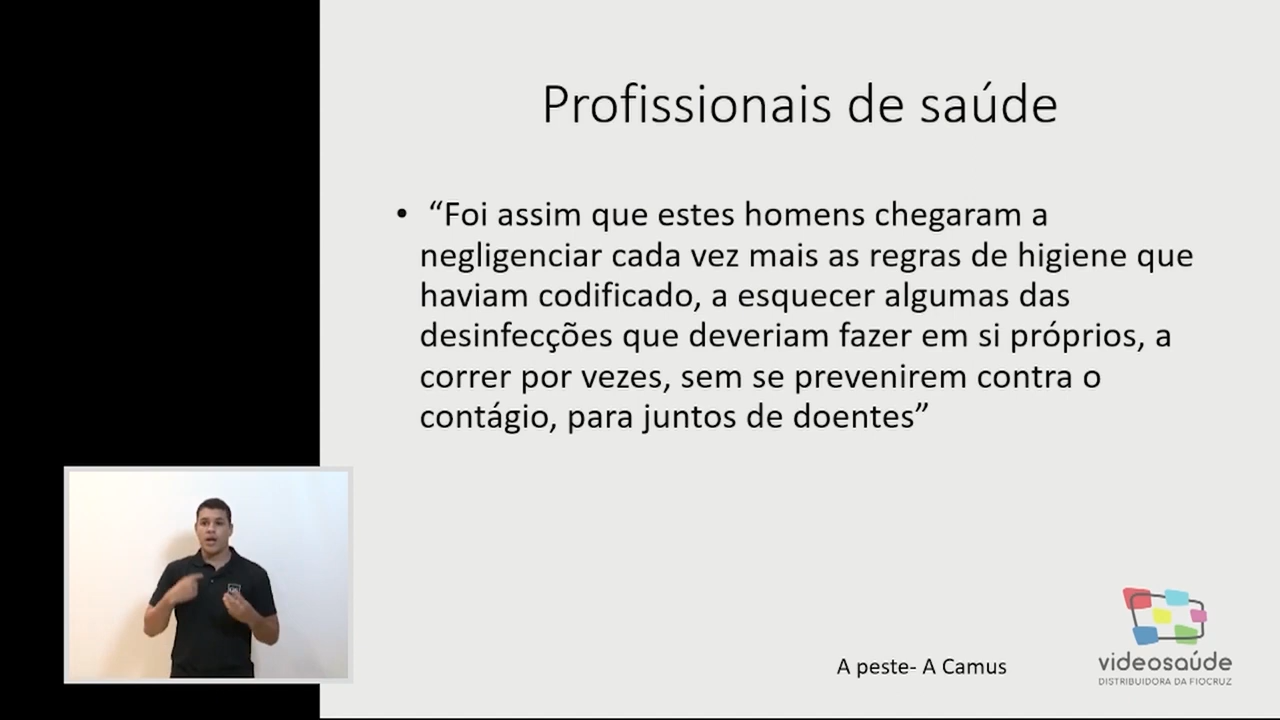 Profissionais de saúde
• “Foi assim que estes homens chegaram a
negligenciar cada vez mais as regras de higiene que
haviam codificado, a esquecer algumas das
desinfecções que deveriam fazer em si próprios, a
correr por vezes, sem se prevenirem contra o
contágio, para juntos de doentes”
A peste- A Camus
videosaúde
DISTRIBUIDORA DA FIOCRUZ